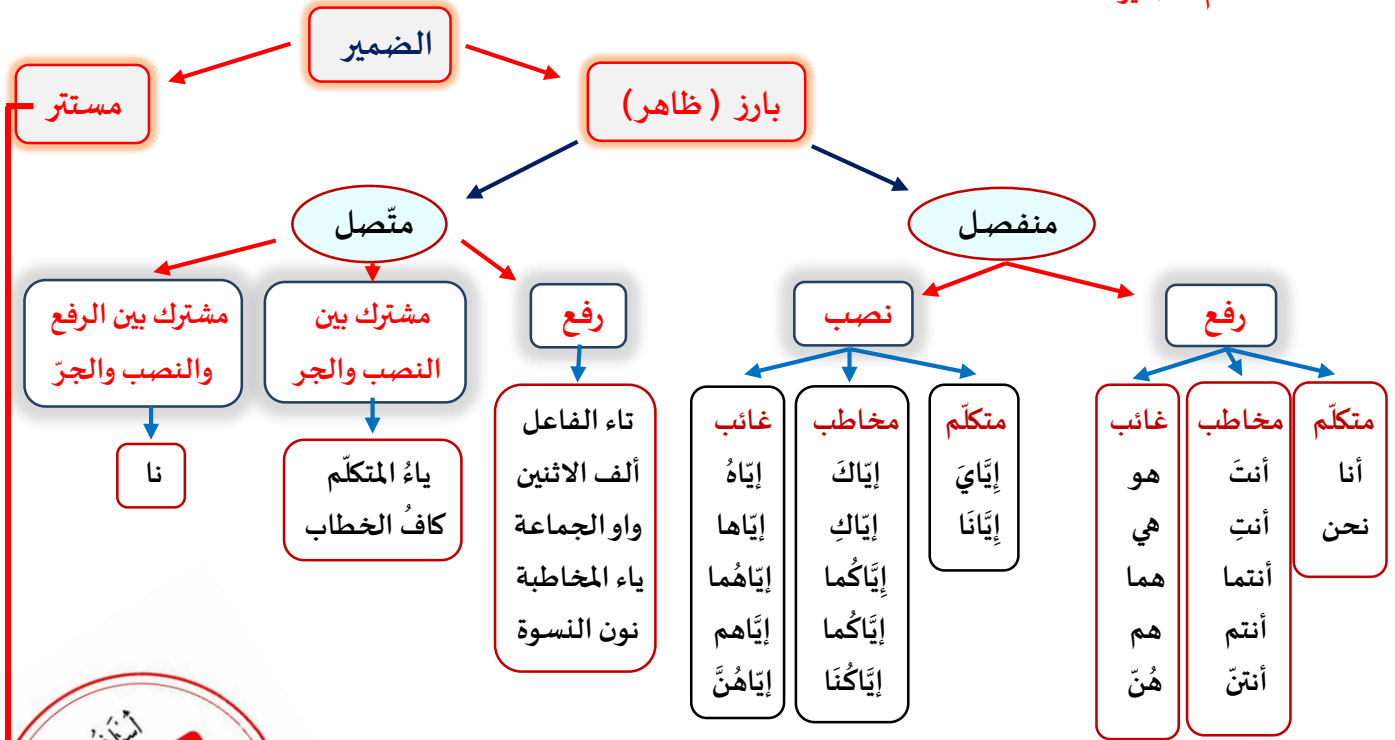 الضمير
بارز ( ظاهر)
مستتر
منفصل
متّصل
رفع
نصب
رفع
مشترك بين
النصب والجر
مشترك بين الرفع
والنصب والجرّ
متكلّم
أنا
نحن
مخاطب
أنتَ
أنتِ
أنتما
أنتم
أنتنّ
غائب
هو
هي
هما
هم
هُنّ
متكلّم
إِيَّايَ
إِيَّانَا
مخاطب
إيّاكَ
إيّاكِ
إِيَّاكُما
إيَّاكُما
إيَّاكُنَا
غائب
إيّاهُ
إيّاها
إيّاهُما
إيَّاهم
إيّاهُنَّ
تاء الفاعل
ألف الاثنين
واو الجماعة
ياء المخاطبة
نون النسوة
ياءُ المتكلّم
كافُ الخطاب
نا